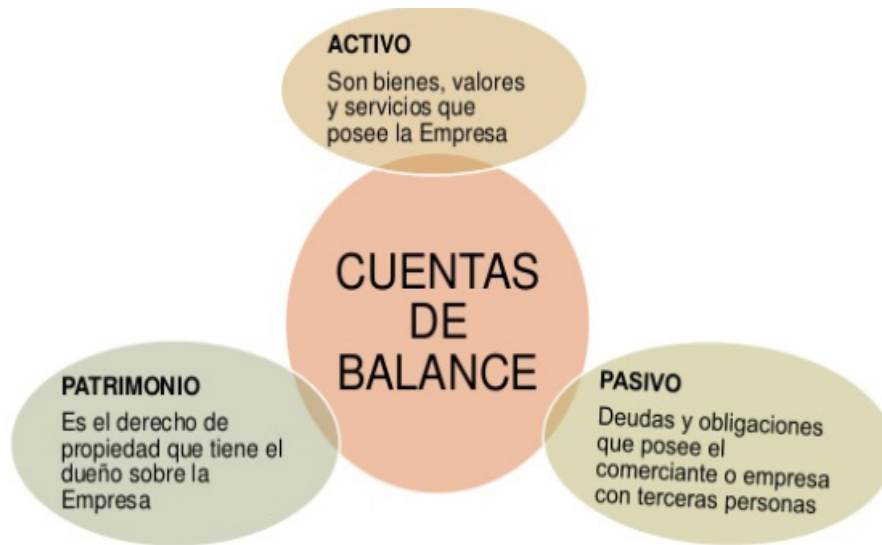 ACTIVO
Son bienes, valores
y servicios que
posee la Empresa
CUENTAS
DE
BALANCE
PATRIMONIO
Es el derecho de
propiedad que tiene el
dueño sobre la
Empresa
PASIVO
Deudas y obligaciones
que posee el
comerciante o empresa
con terceras personas